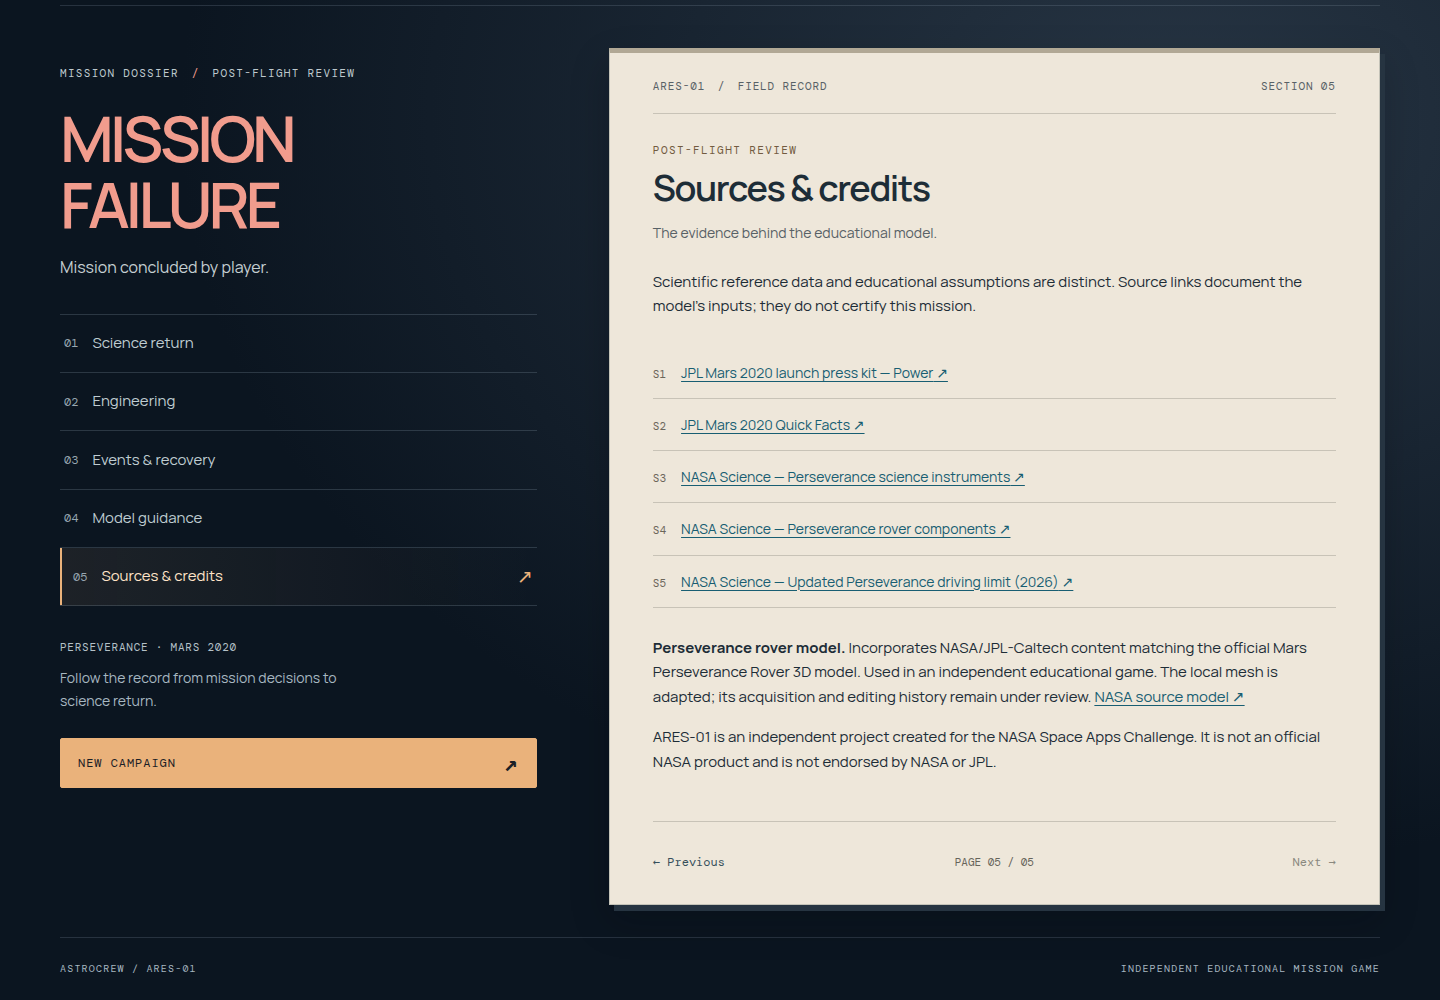 MISSION DOSSIER / POST-FLIGHT REVIEW
MISSION
FAILURE
Mission concluded by player.
01 Science return
02 Engineering
03 Events & recovery
04 Model guidance
05 Sources & credits ↗
PERSEVERANCE · MARS 2020
Follow the record from mission decisions to
science return.
NEW CAMPAIGN ↗
ARES-01 / FIELD RECORD
SECTION 05
POST-FLIGHT REVIEW
Sources & credits
The evidence behind the educational model.
Scientific reference data and educational assumptions are distinct. Source links document the
model's inputs; they do not certify this mission.
S1 JPL Mars 2020 launch press kit — Power ↗
S2 JPL Mars 2020 Quick Facts ↗
S3 NASA Science — Perseverance science instruments ↗
S4 NASA Science — Perseverance rover components ↗
S5 NASA Science — Updated Perseverance driving limit (2026) ↗
Perseverance rover model. Incorporates NASA/JPL-Caltech content matching the official Mars
Perseverance Rover 3D model. Used in an independent educational game. The local mesh is
adapted; its acquisition and editing history remain under review. NASA source model ↗
ARES-01 is an independent project created for the NASA Space Apps Challenge. It is not an official
NASA product and is not endorsed by NASA or JPL.
← Previous
PAGE 05 / 05
Next →
ASTROCREW / ARES-01
INDEPENDENT EDUCATIONAL MISSION GAME